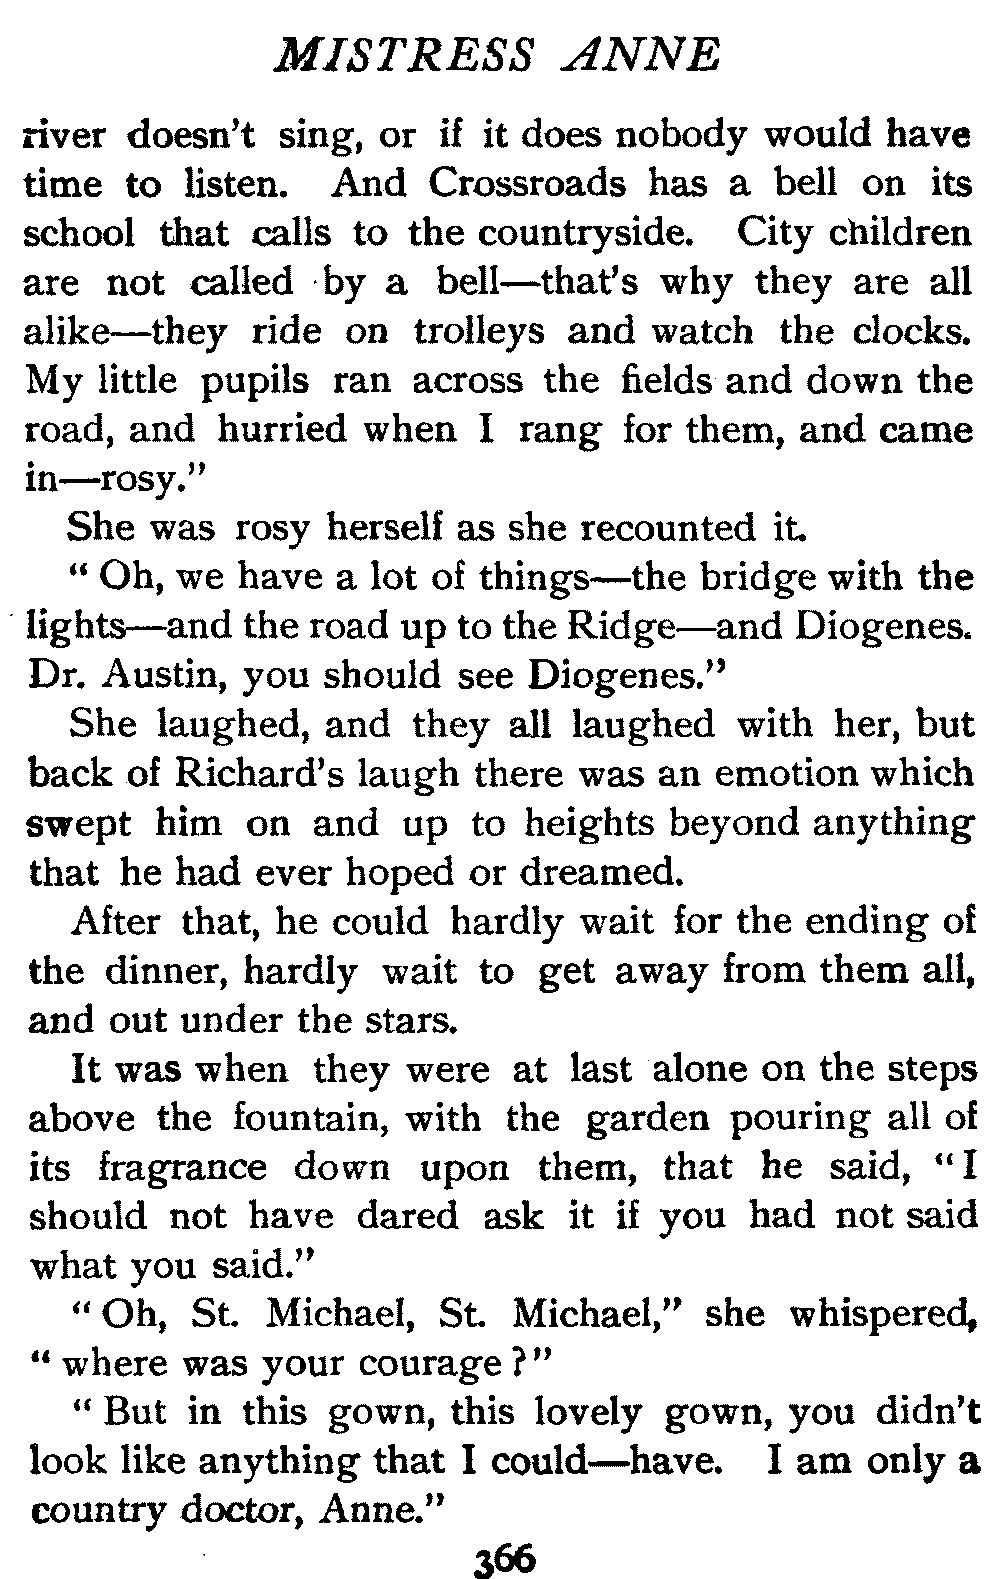 MISTRESS ANNE
river doesn't sing, or if it does nobody would have
time to listen. And Crossroads has a bell on its
school that calls to the countryside. City children
are not called by a bell—that's why they are all
alike—they ride on trolleys and watch the clocks.
My little pupils ran across the fields and down the
road, and hurried when I rang for them, and came
in—rosy."
She was rosy herself as she recounted it.
"Oh, we have a lot of things—the bridge with the
lights—and the road up to the Ridge—and Diogenes.
Dr. Austin, you should see Diogenes."
She laughed, and they all laughed with her, but
back of Richard's laugh there was an emotion which
swept him on and up to heights beyond anything
that he had ever hoped or dreamed.
After that, he could hardly wait for the ending of
the dinner, hardly wait to get away from them all,
and out under the stars.
It was when they were at last alone on the steps
above the fountain, with the garden pouring all of
its fragrance down upon them, that he said, "I
should not have dared ask it if you had not said
what you said."
"Oh, St. Michael, St. Michael," she whispered,
"where was your courage?"
"But in this gown, this lovely gown, you didn't
look like anything that I could—have. I am only a
country doctor, Anne."
366